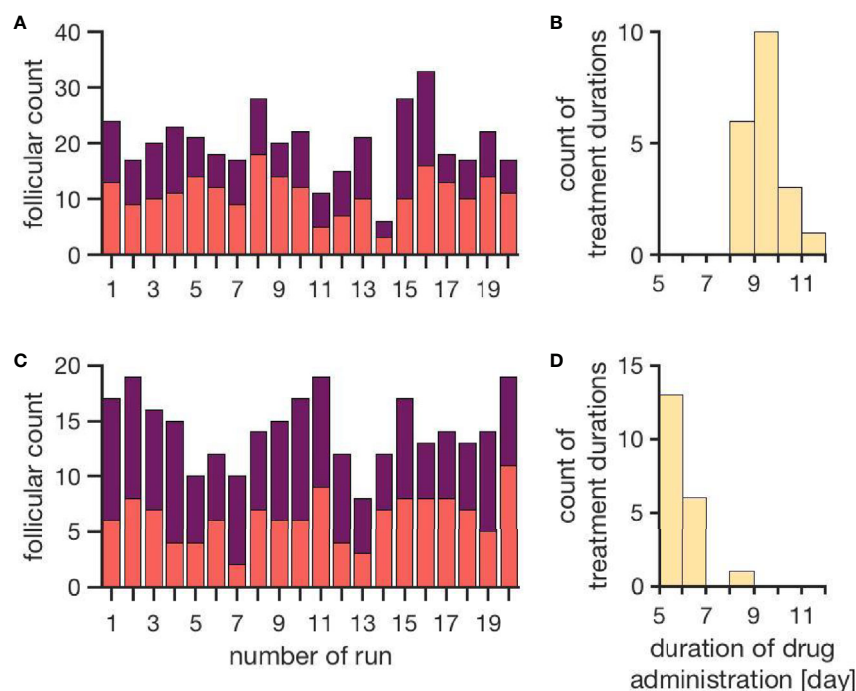 A
follicular count
40
30
20
10
0
1 3 5 7 9 11 13 15 17 19
B
count of
treatment durations
10
5
0
5 7 9 11
C
follicular count
20
15
10
5
0
1 3 5 7 9 11 13 15 17 19
number of run
D
count of
treatment durations
15
10
5
0
5 7 9 11
duration of drug
administration [day]